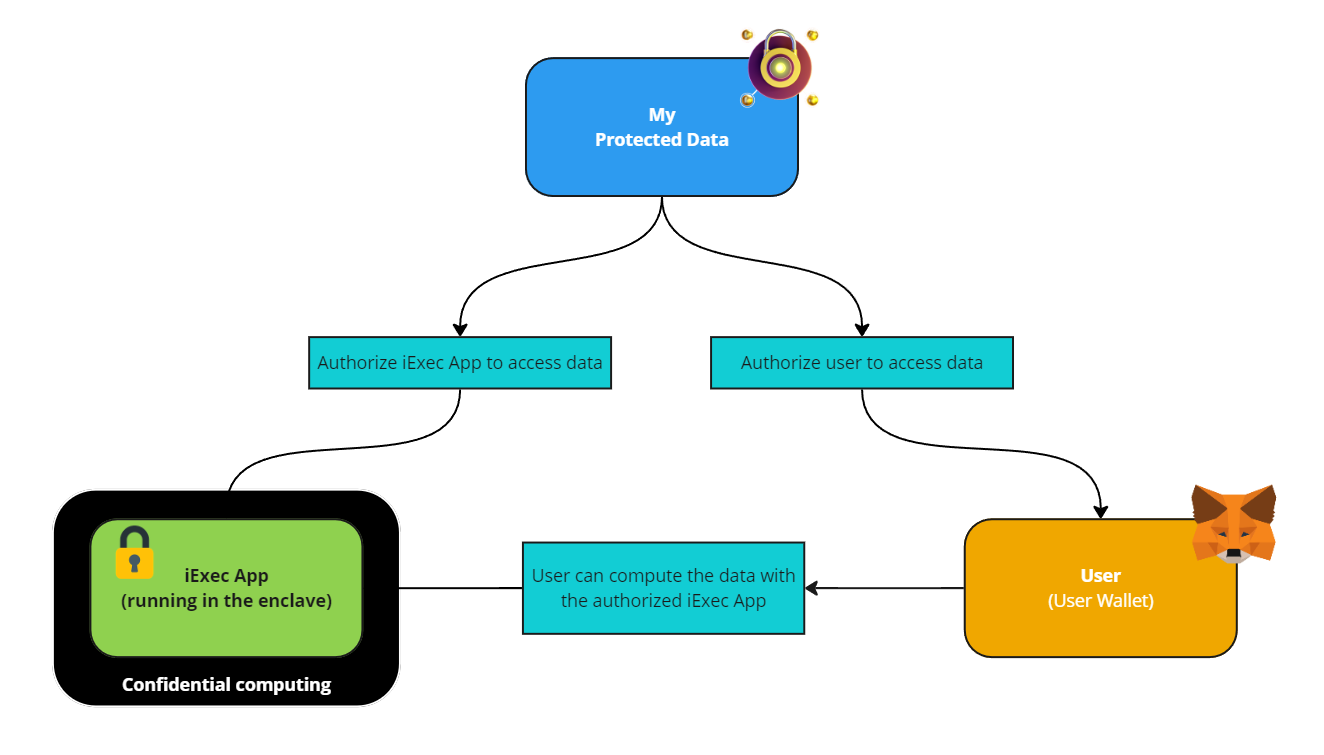 My
Protected Data
Authorize iExec App to access data
Authorize user to access data
iExec App
(running in the enclave)
Confidential computing
User can compute the data with
the authorized iExec App
User
(User Wallet)